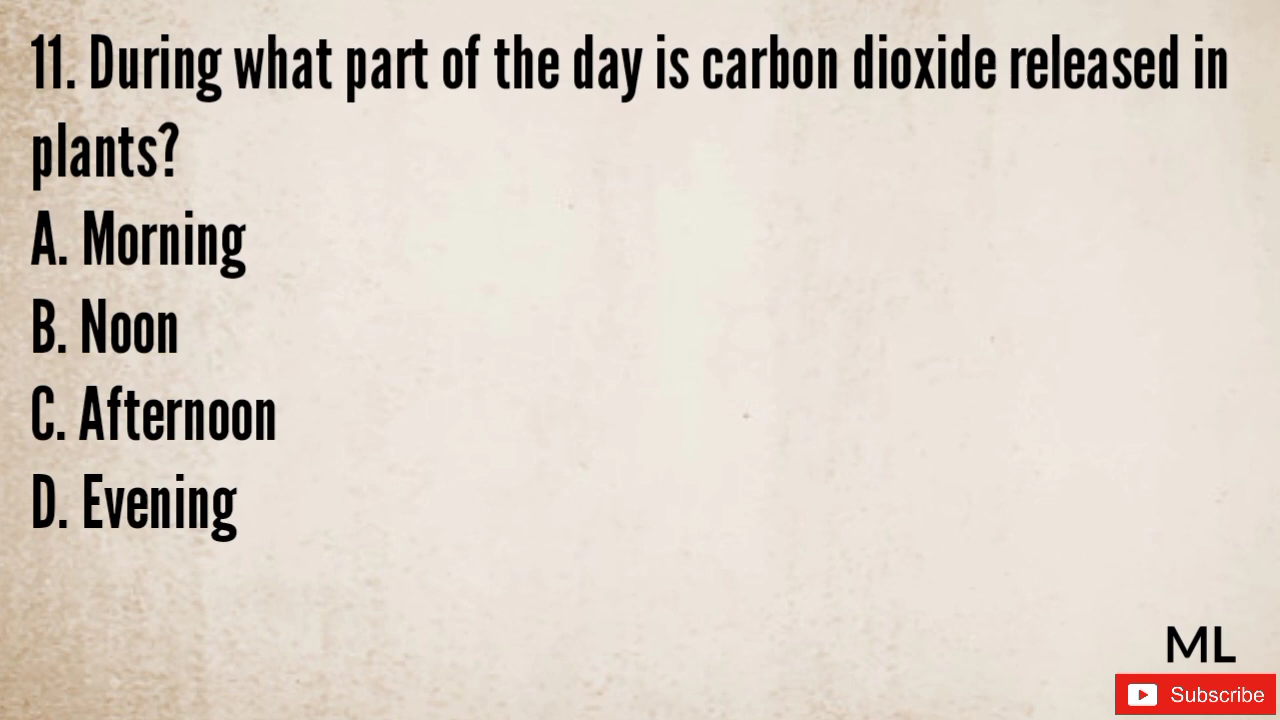 11. During what part of the day is carbon dioxide released in
plants?
A. Morning
B. Noon
C. Afternoon
D. Evening
ML
Subscribe